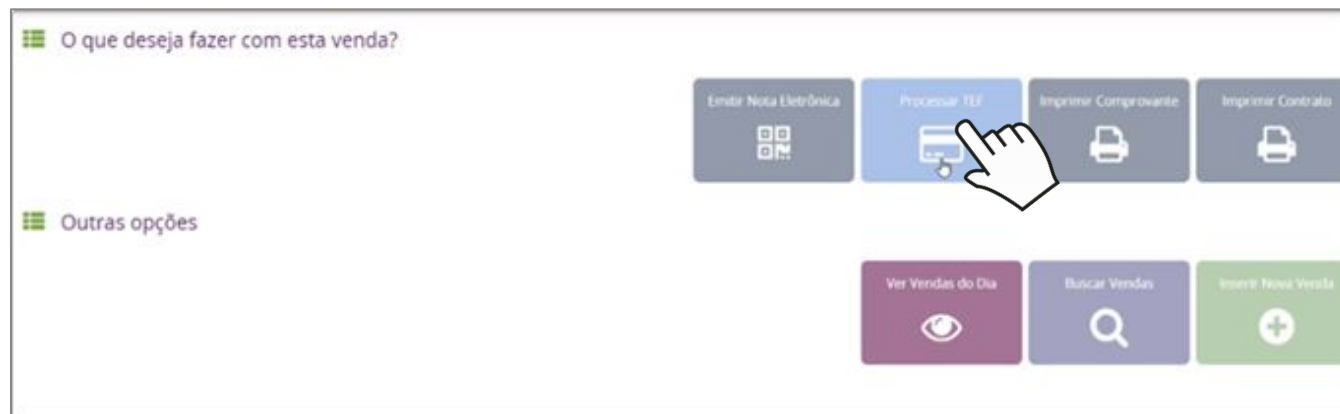 O que deseja fazer com esta venda?
Emitir Nota Eletrônica
Processar TEF
Imprimir Comprovante
Imprimir Contrato
Outras opções
Ver Vendas do Dia
Buscar Vendas
Inserir Nova Venda